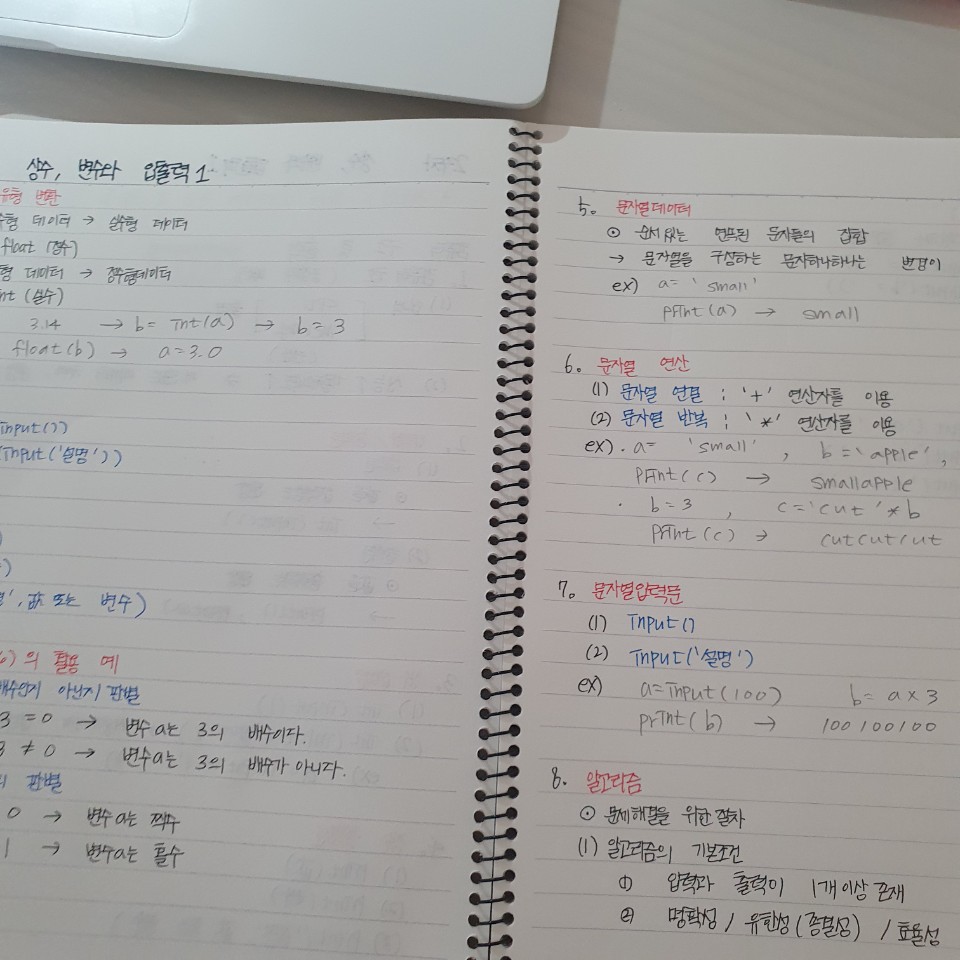 상수, 변수와 입출력 1
유형 변환
수형 데이터 → 실수형 데이터
float (정수)
형 데이터 → 정수형데이터
int (실수)
3.14 → b = int(a) → b = 3
float(b) → a = 3.0
input())
(input('설명'))
)
)
', 값 또는 변수)
%)의 활용 예
배수인지 아닌지 판별
3 = 0 → 변수 a는 3의 배수이다.
3 ≠ 0 → 변수 a는 3의 배수가 아니다.
의 판별
0 → 변수 a는 짝수
1 → 변수 a는 홀수
5. 문자열데이터
⊙ 순서 있는 연속된 문자들의 집합
→ 문자열을 구성하는 문자하나하나는 변경이
ex) a = 'small'
print(a) → small
6. 문자열 연산
(1) 문자열 연결 ; '+' 연산자를 이용
(2) 문자열 반복 ; '*' 연산자를 이용
ex) · a = 'small' , b = 'apple' ,
print(c) → smallapple
· b = 3 , c = 'cut' * b
print(c) → cutcutcut
7. 문자열입력문
(1) input()
(2) input('설명')
ex) a = input(100) b = a × 3
print(b) → 100100100
8. 알고리즘
⊙ 문제해결을 위한 절차
(1) 알고리즘의 기본조건
① 입력과 출력이 1개 이상 존재
② 명확성 / 유한성(종결성) / 효율성